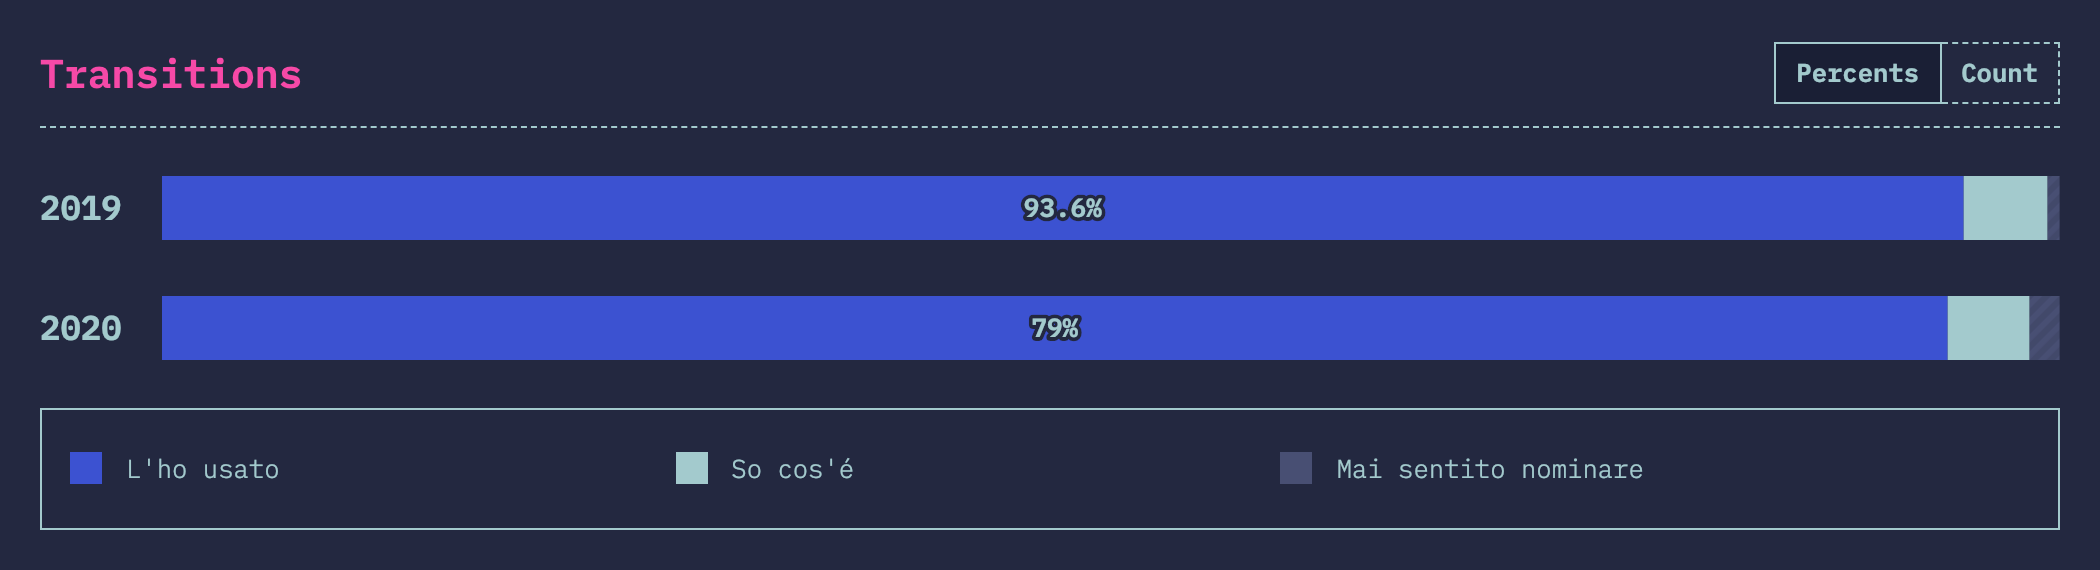 Transitions
Percents Count
2019 93.6%
2020 79%
L'ho usato So cos'é Mai sentito nominare